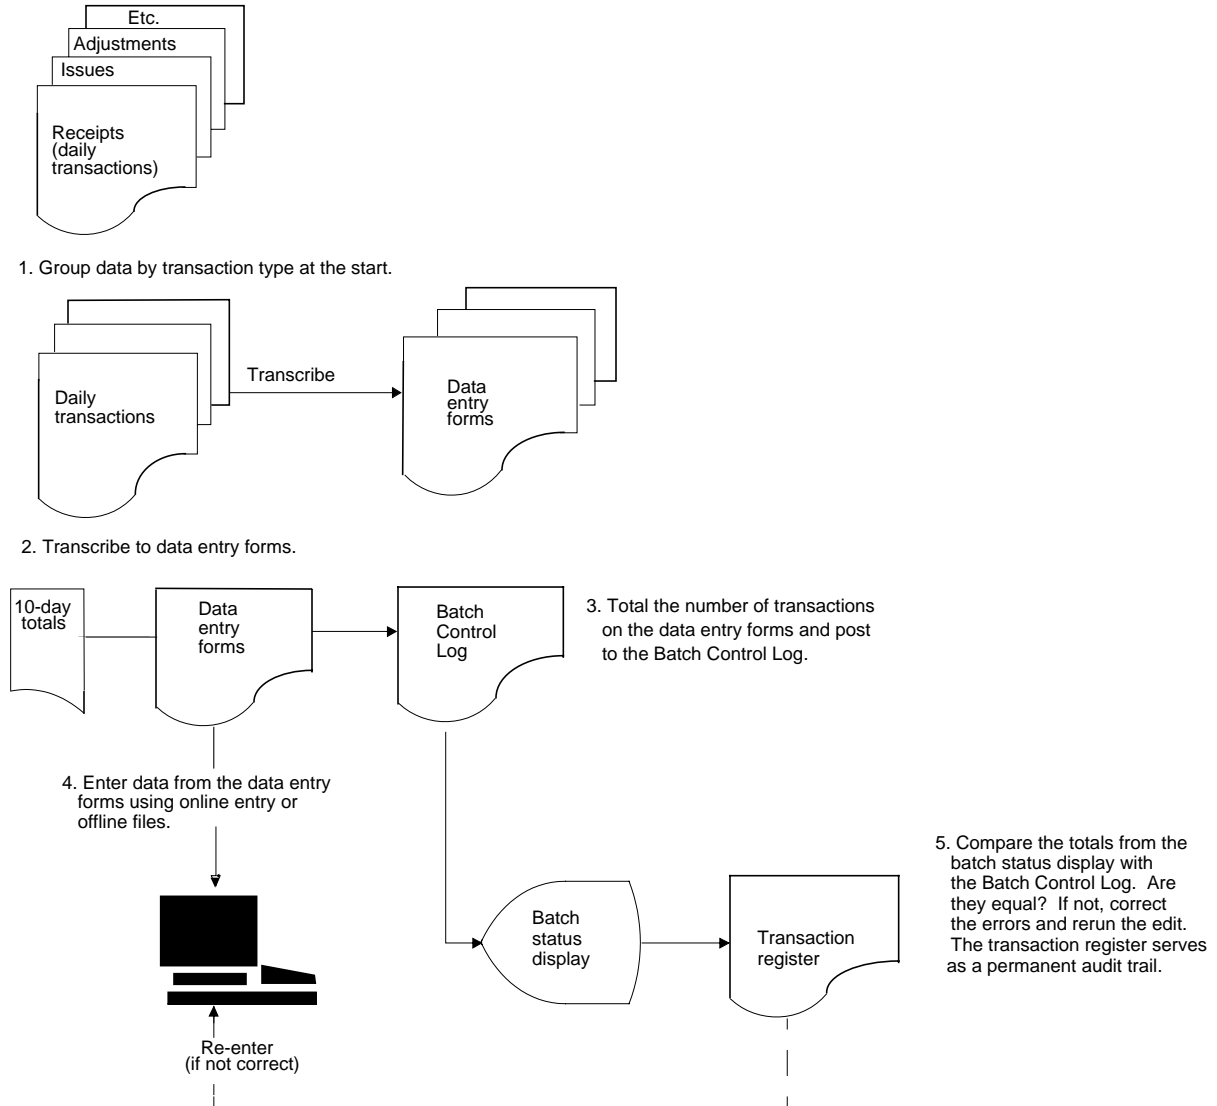 Etc.
Adjustments
Issues
Receipts
(daily
transactions)
1. Group data by transaction type at the start.
Daily
transactions
Transcribe
Data
entry
forms
2. Transcribe to data entry forms.
10-day
totals
Data
entry
forms
Batch
Control
Log
3. Total the number of transactions
on the data entry forms and post
to the Batch Control Log.
4. Enter data from the data entry
forms using online entry or
offline files.
Batch
status
display
Transaction
register
5. Compare the totals from the
batch status display with
the Batch Control Log.  Are
they equal?  If not, correct
the errors and rerun the edit.
The transaction register serves
as a permanent audit trail.
Re-enter
(if not correct)